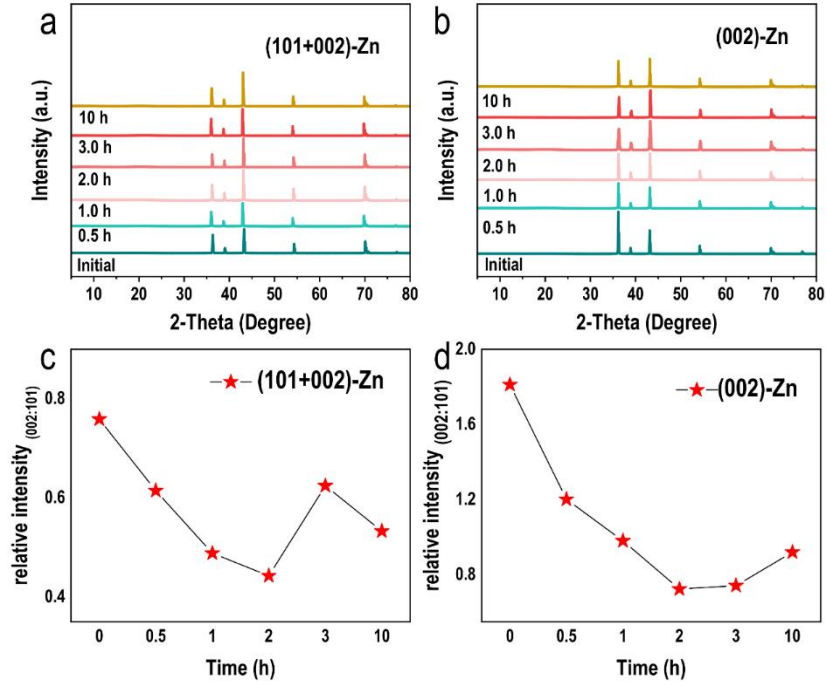 a
(101+002)-Zn
Intensity (a.u.)
10 h
3.0 h
2.0 h
1.0 h
0.5 h
Initial
10 20 30 40 50 60 70 80
2-Theta (Degree)
b
(002)-Zn
Intensity (a.u.)
10 h
3.0 h
2.0 h
1.0 h
0.5 h
Initial
10 20 30 40 50 60 70 80
2-Theta (Degree)
c
(101+002)-Zn
relative intensity (002:101)
0.8
0.6
0.4
0 0.5 1 2 3 10
Time (h)
d
(002)-Zn
relative intensity (002:101)
2.0
1.6
1.2
0.8
0 0.5 1 2 3 10
Time (h)